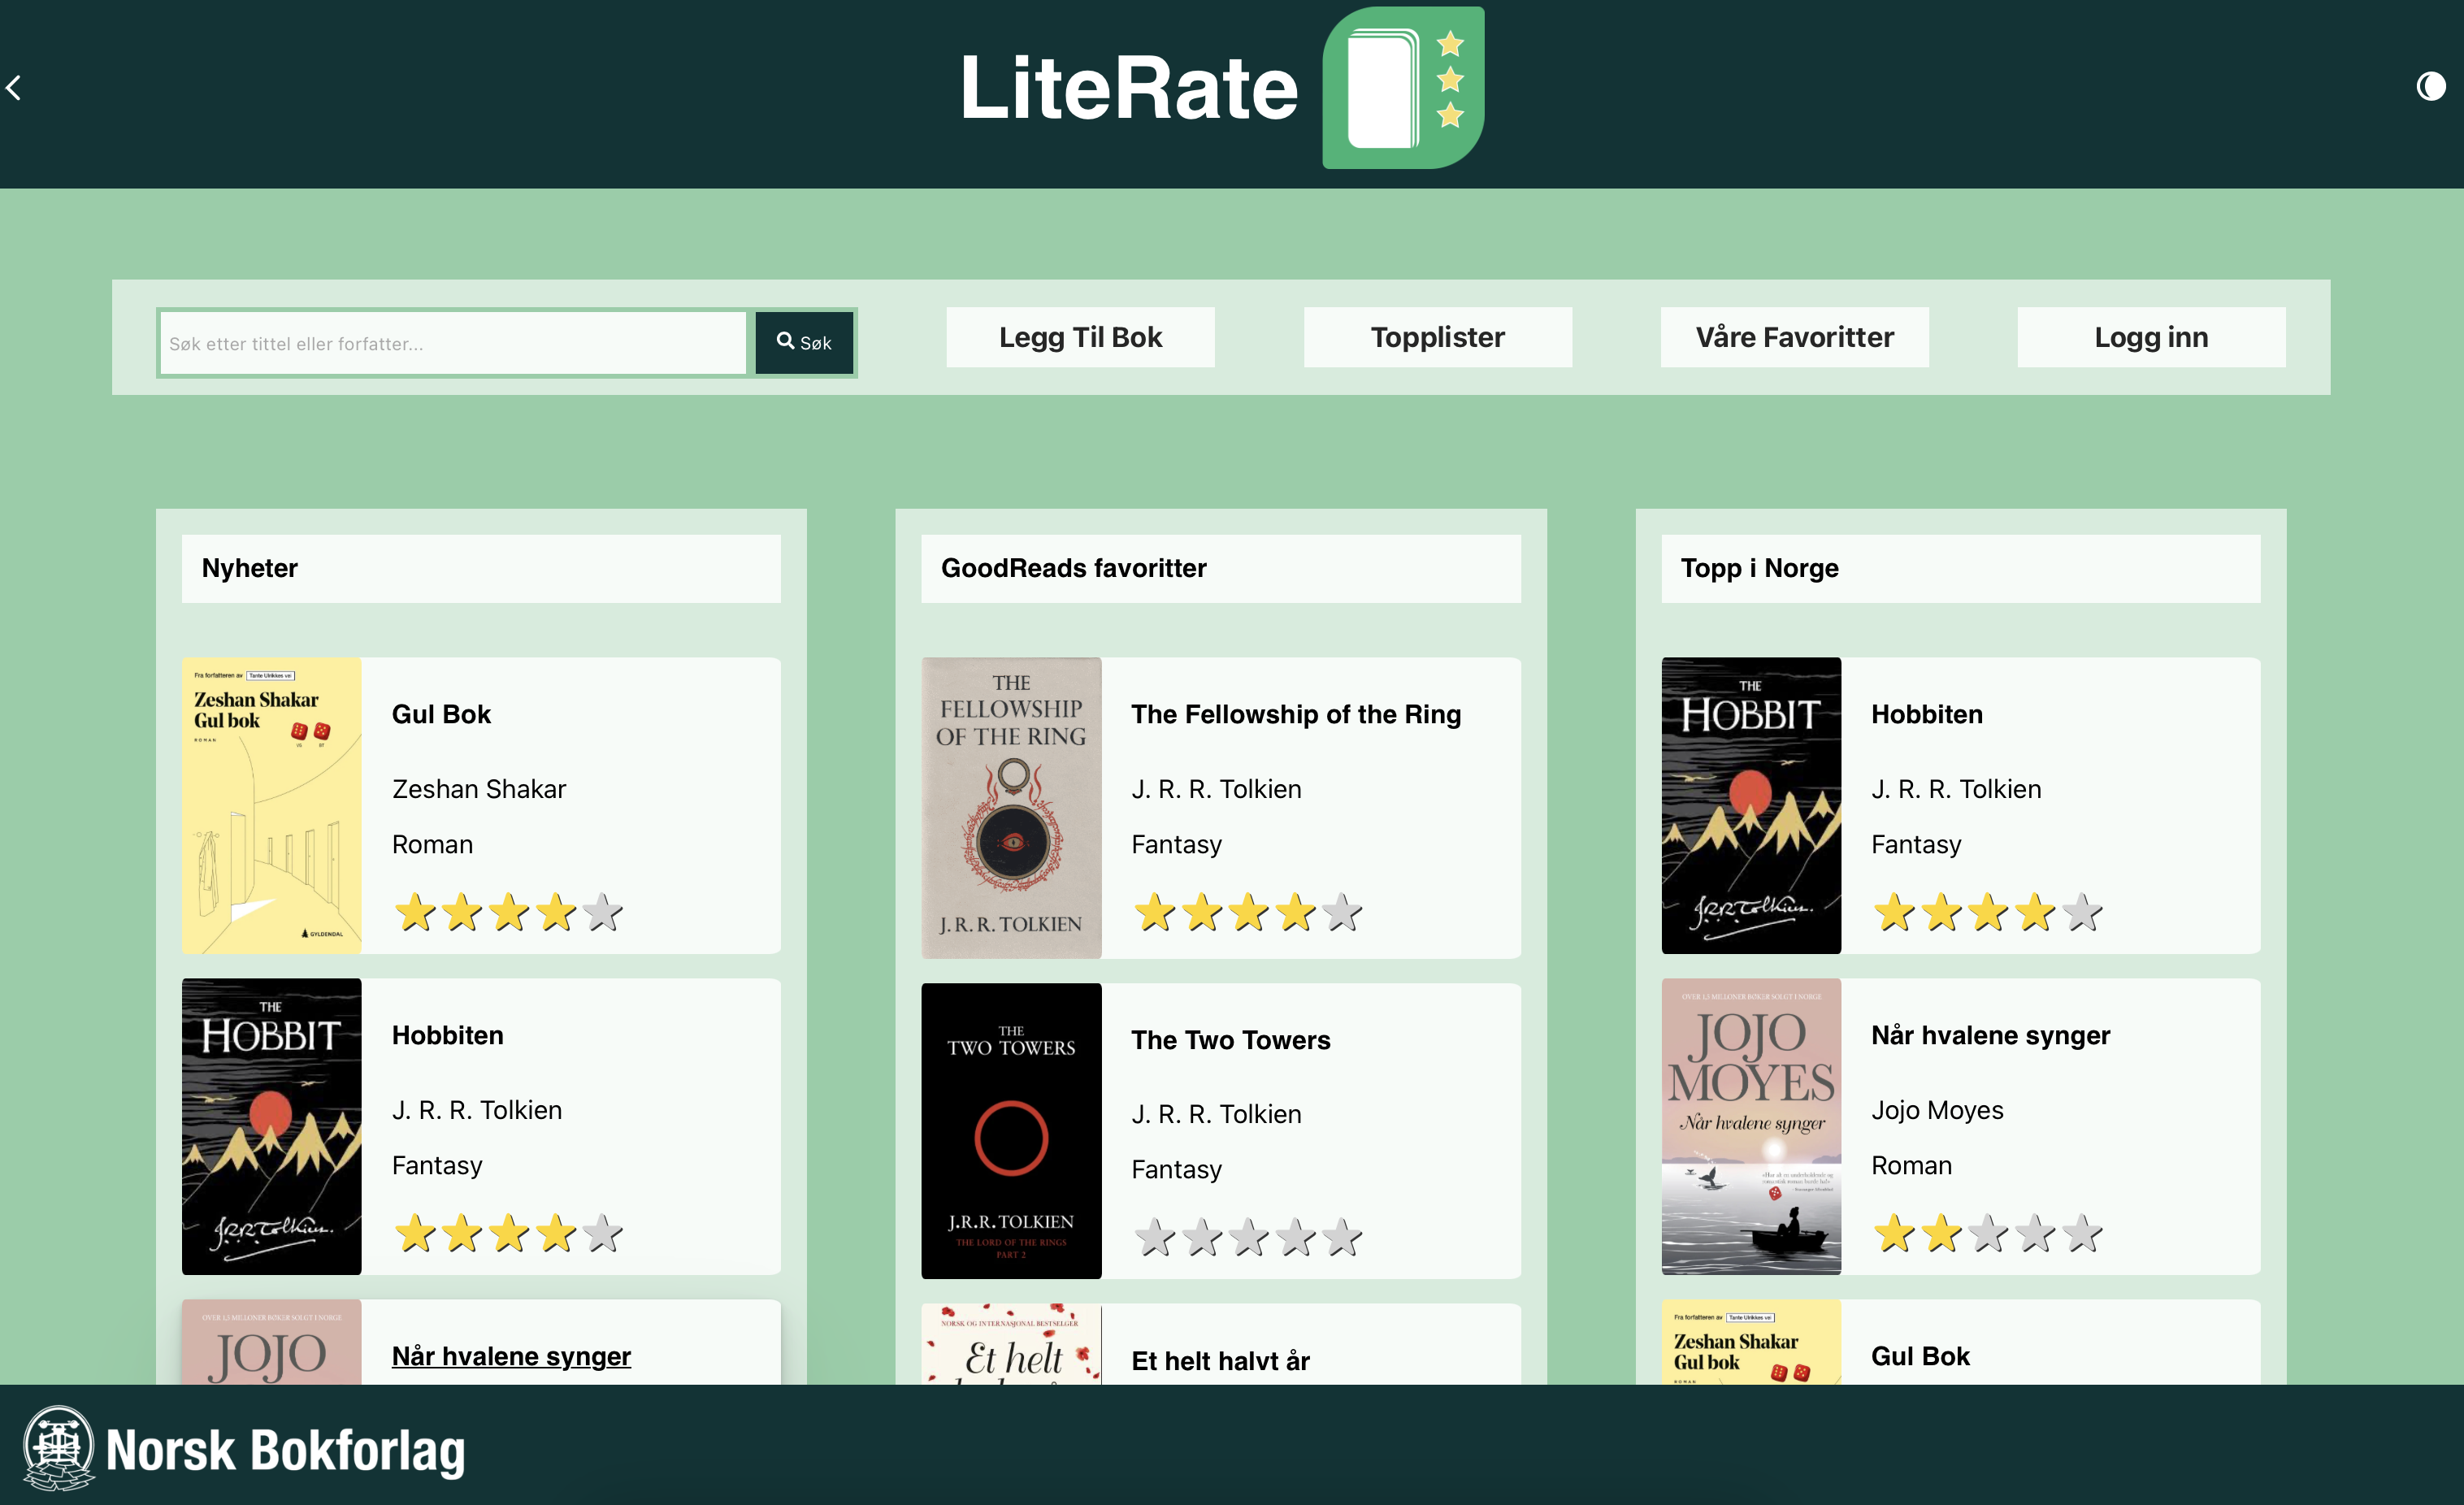 LiteRate
Søk etter tittel eller forfatter...
Søk
Legg Til Bok
Topplister
Våre Favoritter
Logg inn
Nyheter
Fra forfatteren av Tante Ulrikkes vei
Zeshan Shakar
Gul bok
ROMAN
VG BT
GYLDENDAL
Gul Bok
Zeshan Shakar
Roman
THE
HOBBIT
J.R.R. Tolkien.
Hobbiten
J. R. R. Tolkien
Fantasy
OVER 1,5 MILLIONER BØKER SOLGT I NORGE
JOJO
Når hvalene synger
GoodReads favoritter
THE
FELLOWSHIP
OF THE RING
J.R.R. TOLKIEN
The Fellowship of the Ring
J. R. R. Tolkien
Fantasy
THE
TWO TOWERS
J.R.R. TOLKIEN
THE LORD OF THE RINGS
PART 2
The Two Towers
J. R. R. Tolkien
Fantasy
NORSK OG INTERNASJONAL BESTSELGER
Et helt
Et helt halvt år
Topp i Norge
THE
HOBBIT
J.R.R. Tolkien.
Hobbiten
J. R. R. Tolkien
Fantasy
OVER 1,5 MILLIONER BØKER SOLGT I NORGE
JOJO
MOYES
Når hvalene synger
Når hvalene synger
Jojo Moyes
Roman
Fra forfatteren av Tante Ulrikkes vei
Zeshan Shakar
Gul bok
ROMAN
Gul Bok
Norsk Bokforlag